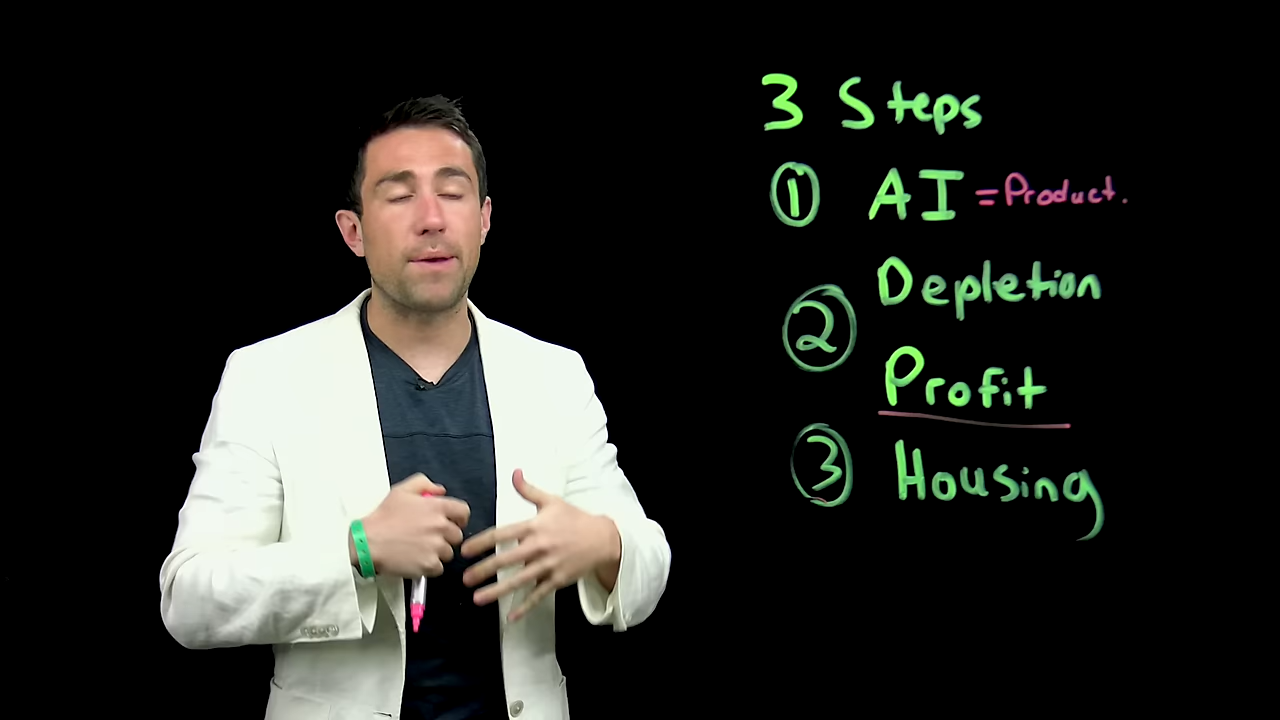 3 Steps
① AI = Product.
Depletion
②
Profit
③ Housing